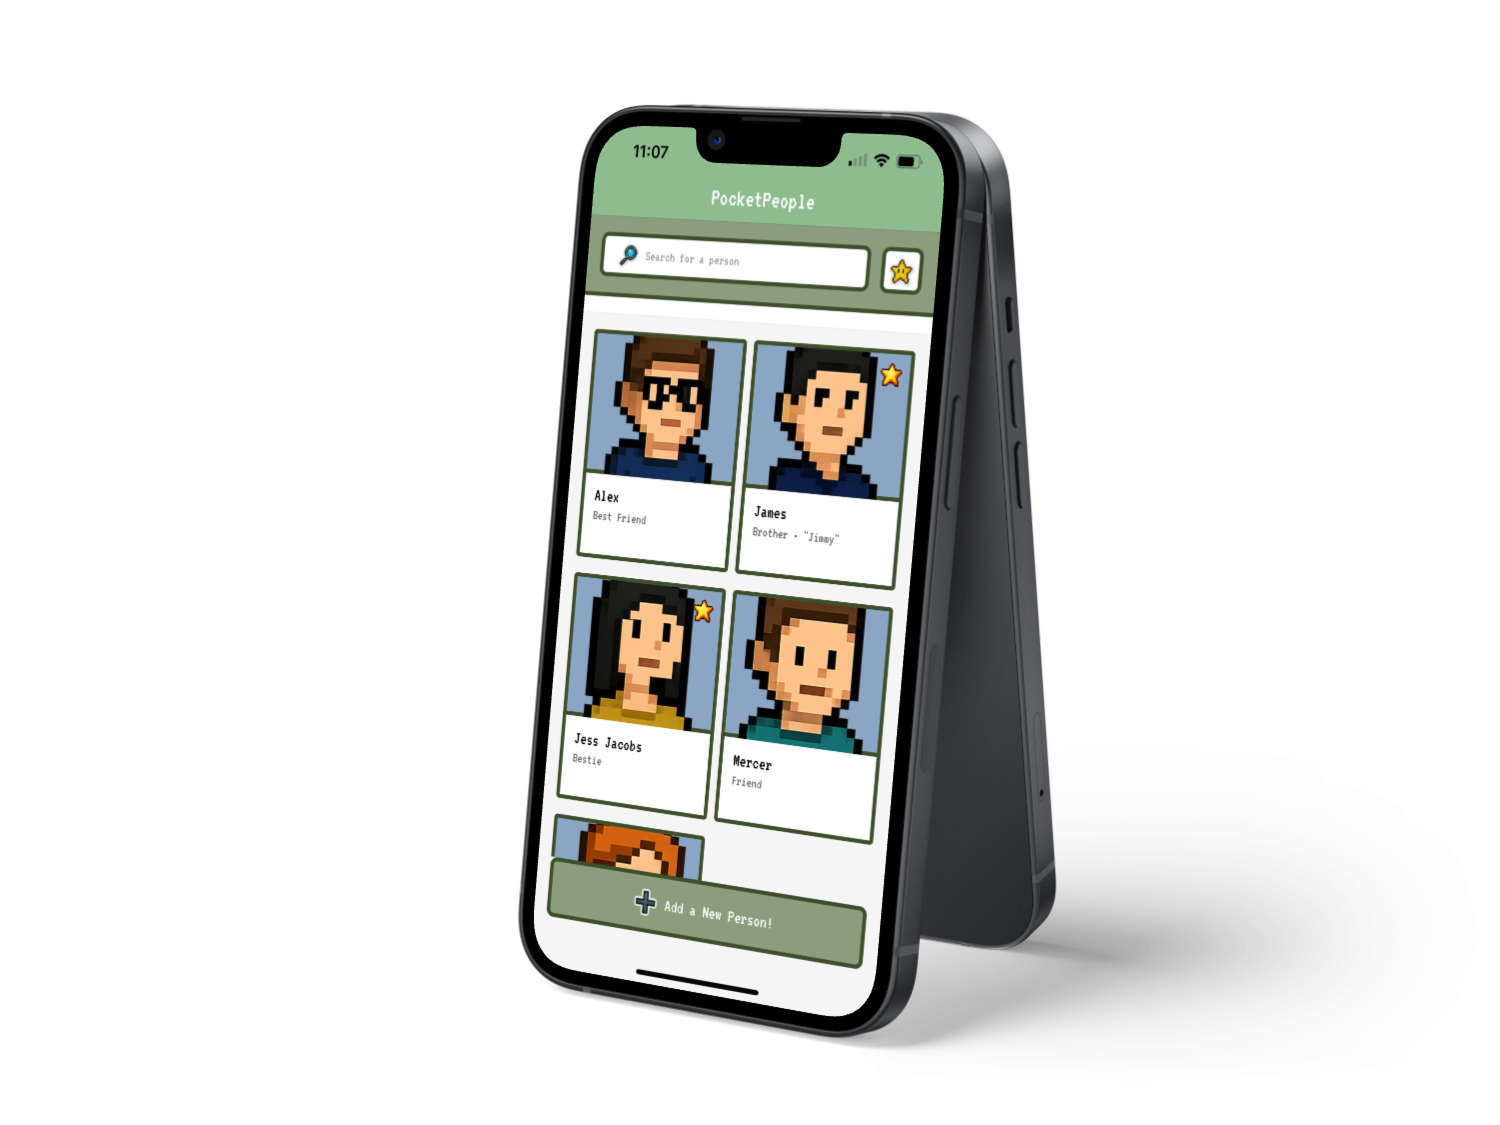 11:07
PocketPeople
Search for a person
Alex
Best Friend
James
Brother - "Jimmy"
Jess Jacobs
Bestie
Mercer
Friend
Add a New Person!